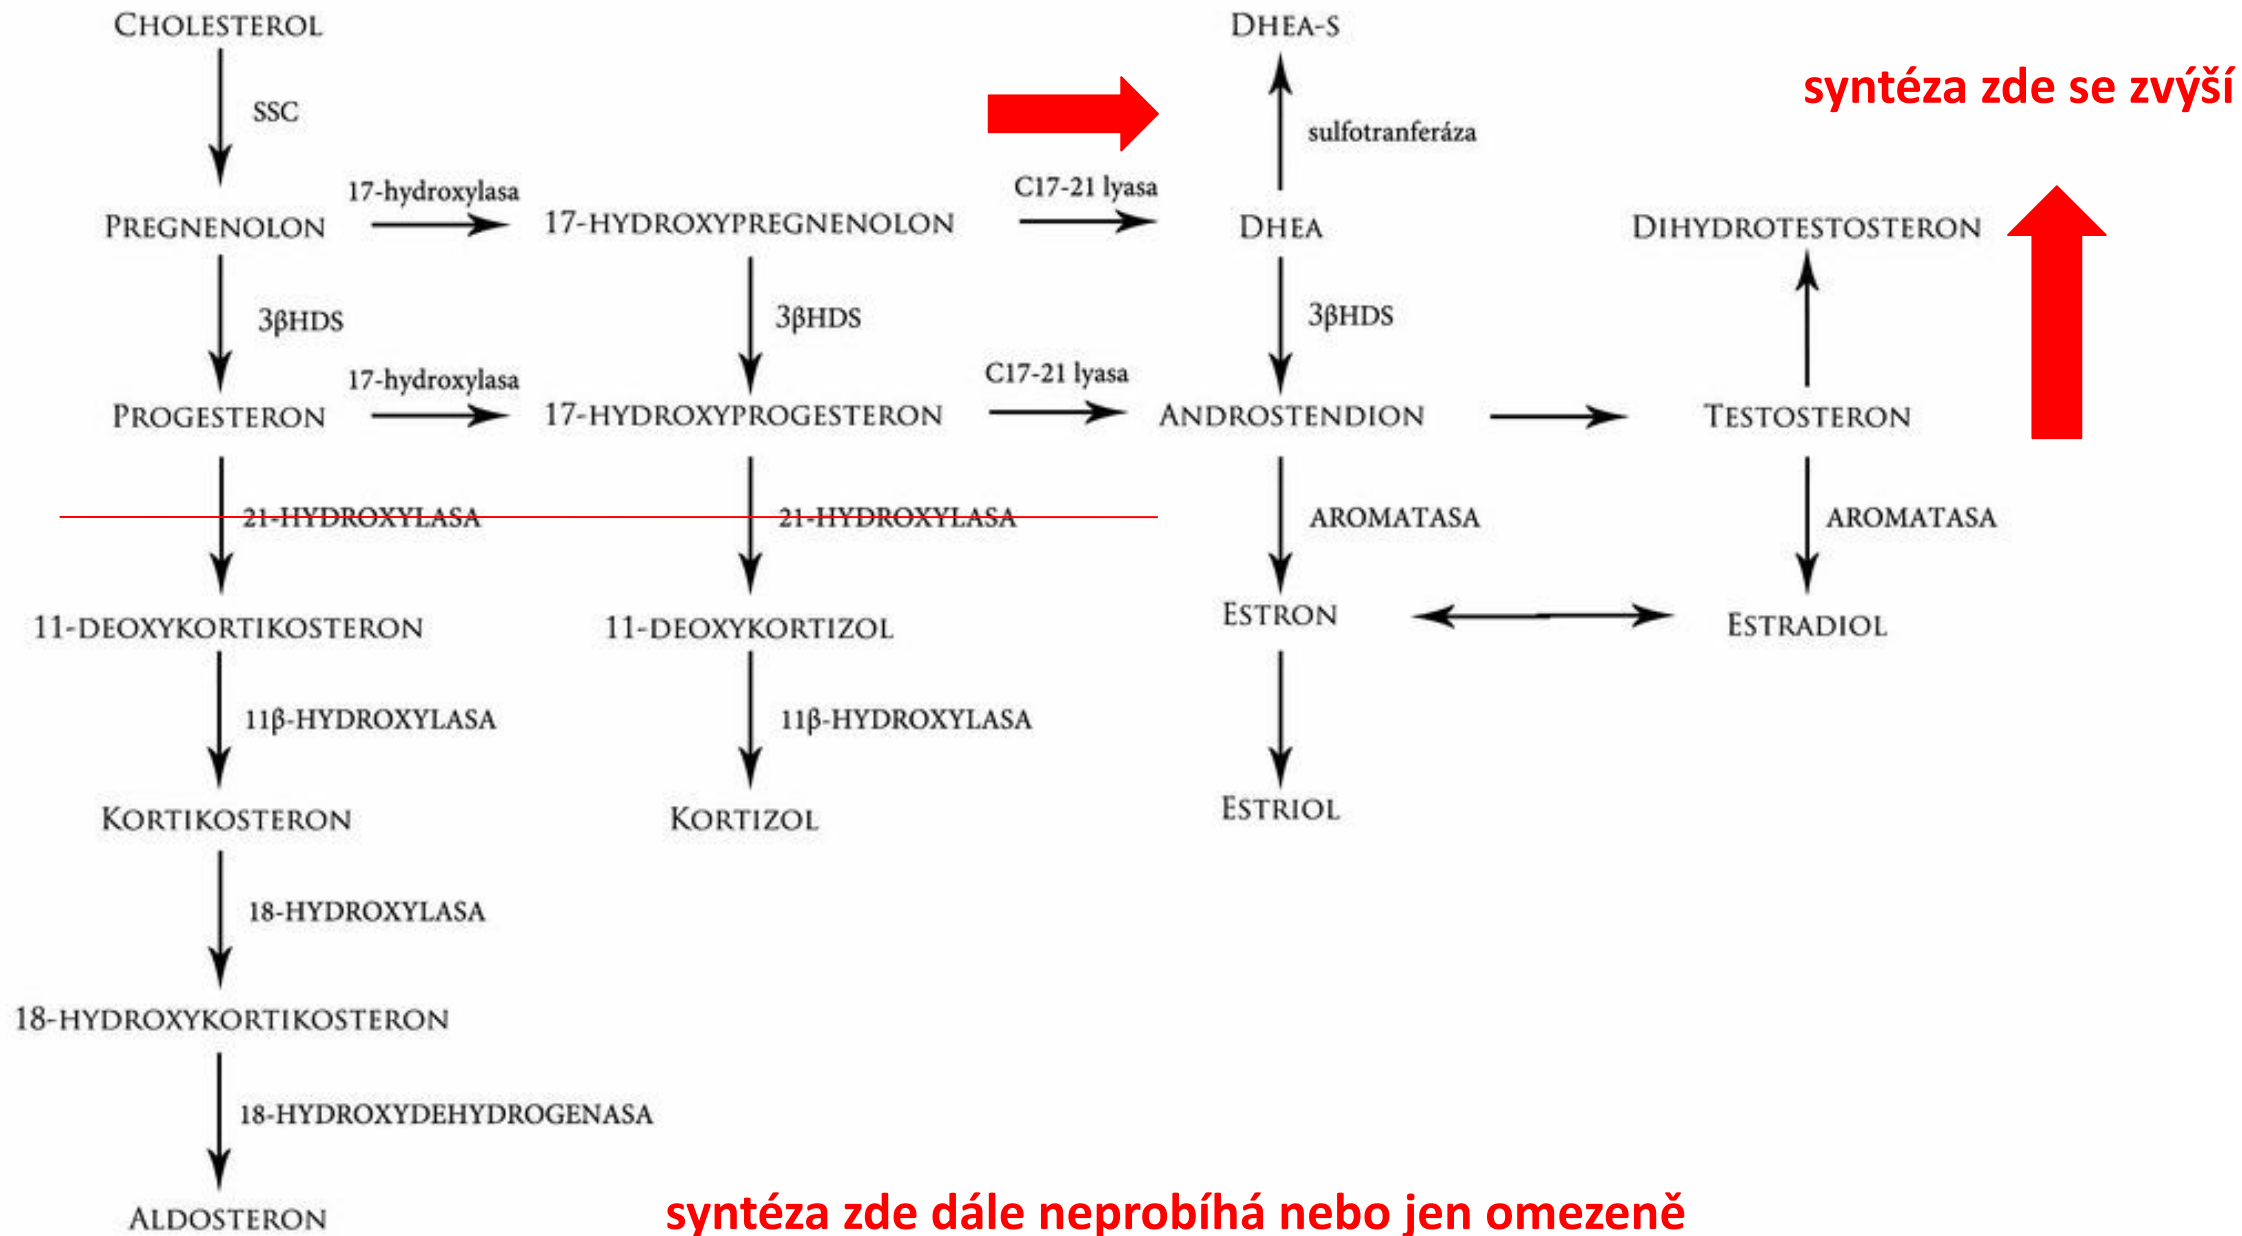 CHOLESTEROL
DHEA-S
syntéza zde se zvýší
SSC
sulfotranferáza
17-hydroxylasa
C17-21 lyasa
PREGNENOLON
17-HYDROXYPREGNENOLON
DHEA
DIHYDROTESTOSTERON
3βHDS
3βHDS
3βHDS
17-hydroxylasa
C17-21 lyasa
PROGESTERON
17-HYDROXYPROGESTERON
ANDROSTENDION
TESTOSTERON
21-HYDROXYLASA
21-HYDROXYLASA
AROMATASA
AROMATASA
11-DEOXYKORTIKOSTERON
11-DEOXYKORTIZOL
ESTRON
ESTRADIOL
11β-HYDROXYLASA
11β-HYDROXYLASA
KORTIKOSTERON
KORTIZOL
ESTRIOL
18-HYDROXYLASA
18-HYDROXYKORTIKOSTERON
18-HYDROXYDEHYDROGENASA
ALDOSTERON
syntéza zde dále neprobíhá nebo jen omezeně